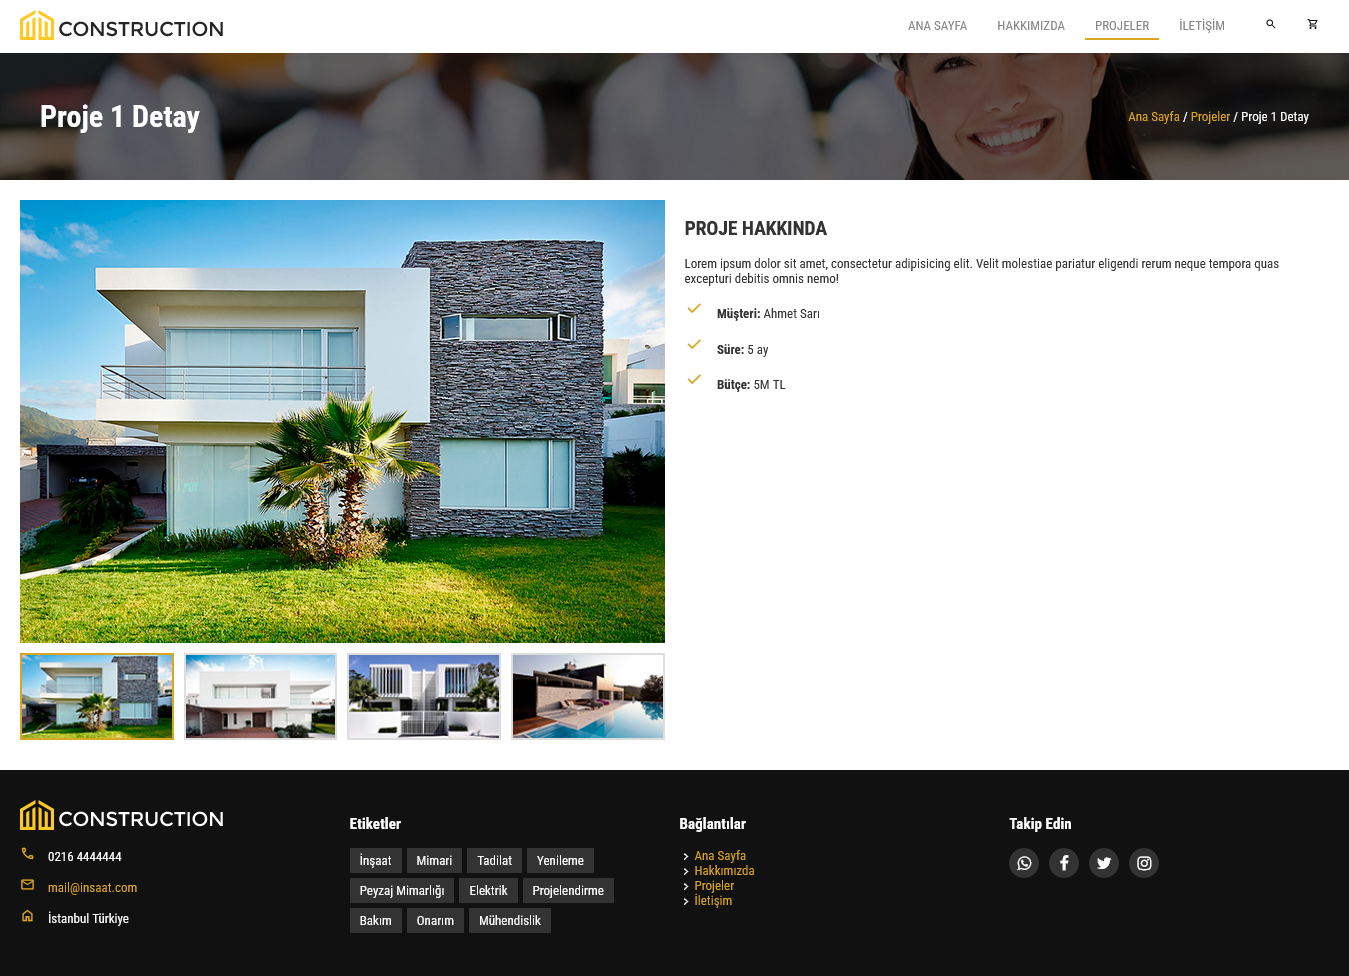 CONSTRUCTION
ANA SAYFA HAKKIMIZDA PROJELER İLETİŞİM
Proje 1 Detay
Ana Sayfa / Projeler / Proje 1 Detay
PROJE HAKKINDA
Lorem ipsum dolor sit amet, consectetur adipisicing elit. Velit molestiae pariatur eligendi rerum neque tempora quas
excepturi debitis omnis nemo!
Müşteri: Ahmet Sarı
Süre: 5 ay
Bütçe: 5M TL
CONSTRUCTION
0216 4444444
mail@insaat.com
İstanbul Türkiye
Etiketler
İnşaat Mimari Tadilat Yenileme
Peyzaj Mimarlığı Elektrik Projelendirme
Bakım Onarım Mühendislik
Bağlantılar
Ana Sayfa
Hakkımızda
Projeler
İletişim
Takip Edin